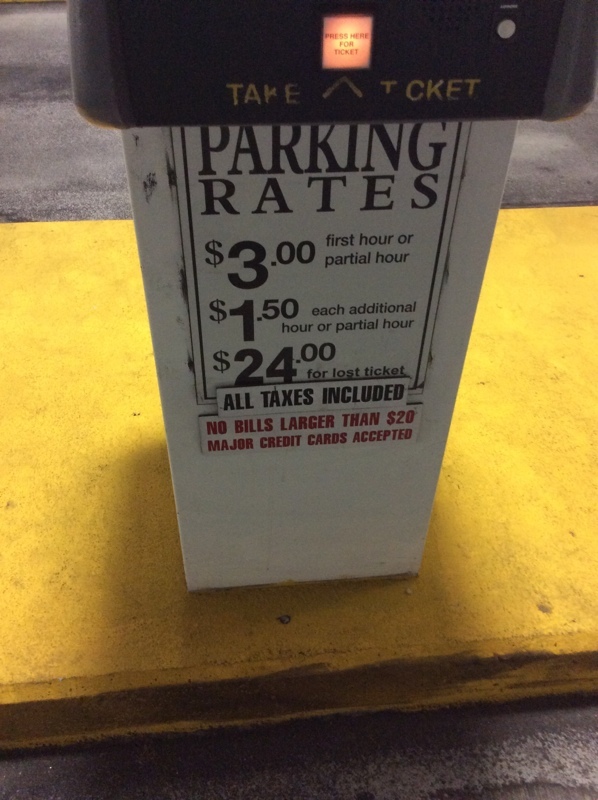 PRESS HERE
FOR
TICKET
TAKE T CKET
PARKING
RATES
$3.00 first hour or
partial hour
$1.50 each additional
hour or partial hour
$24.00
for lost ticket
ALL TAXES INCLUDED
NO BILLS LARGER THAN $20
MAJOR CREDIT CARDS ACCEPTED